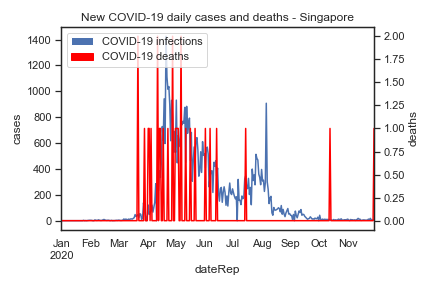 New COVID-19 daily cases and deaths - Singapore
COVID-19 infections
COVID-19 deaths
cases
1400
1200
1000
800
600
400
200
0
deaths
2.00
1.75
1.50
1.25
1.00
0.75
0.50
0.25
0.00
Jan Feb Mar Apr May Jun Jul Aug Sep Oct Nov
2020
dateRep